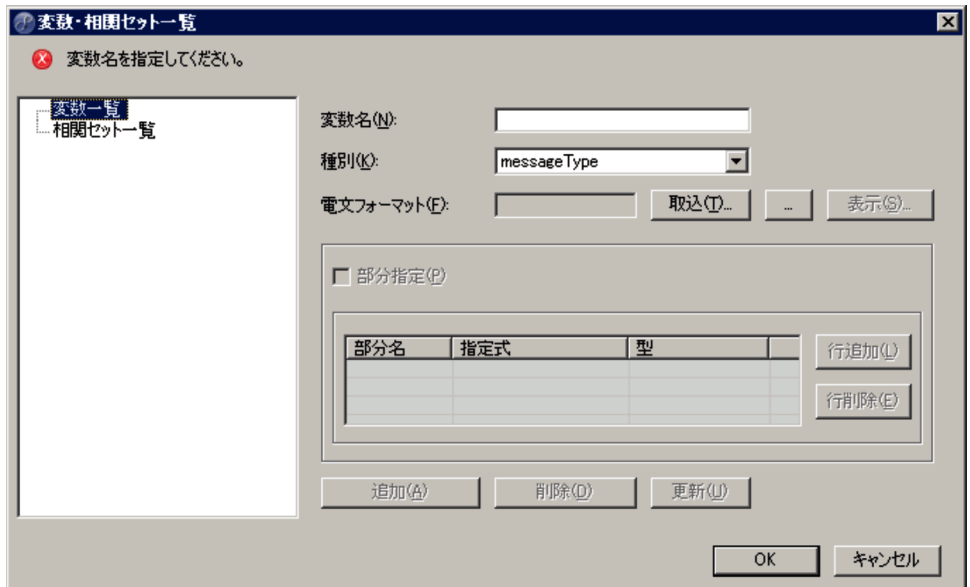 変数・相関セット一覧
変数名を指定してください。
変数一覧
相関セット一覧
変数名(N):
種別(K): messageType
電文フォーマット(F): 取込(T)... ... 表示(S)...
部分指定(P)
部分名 指定式 型
行追加(L)
行削除(E)
追加(A) 削除(D) 更新(U)
OK キャンセル